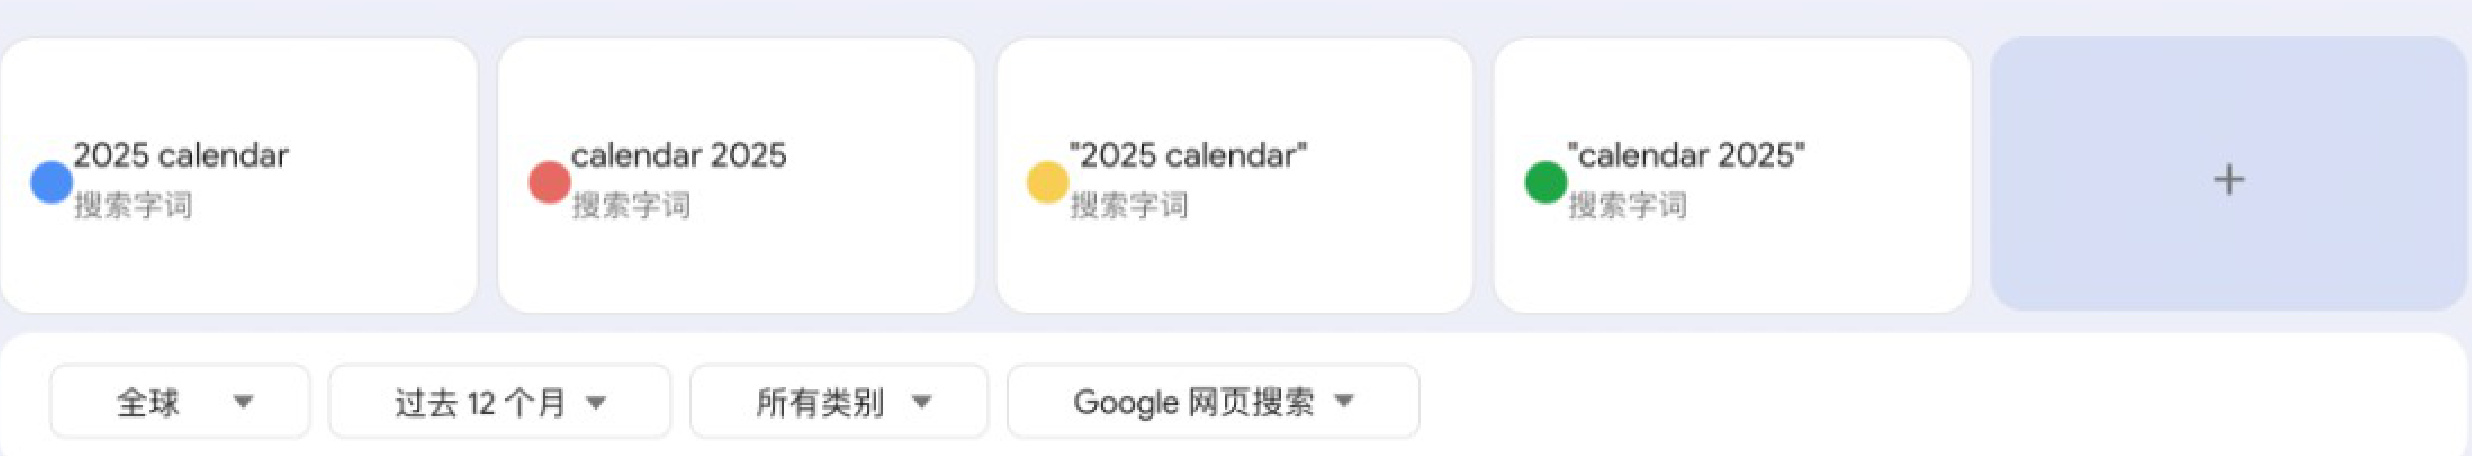 2025 calendar
搜索字词
calendar 2025
搜索字词
"2025 calendar"
搜索字词
"calendar 2025"
搜索字词
+
全球
过去 12 个月
所有类别
Google 网页搜索